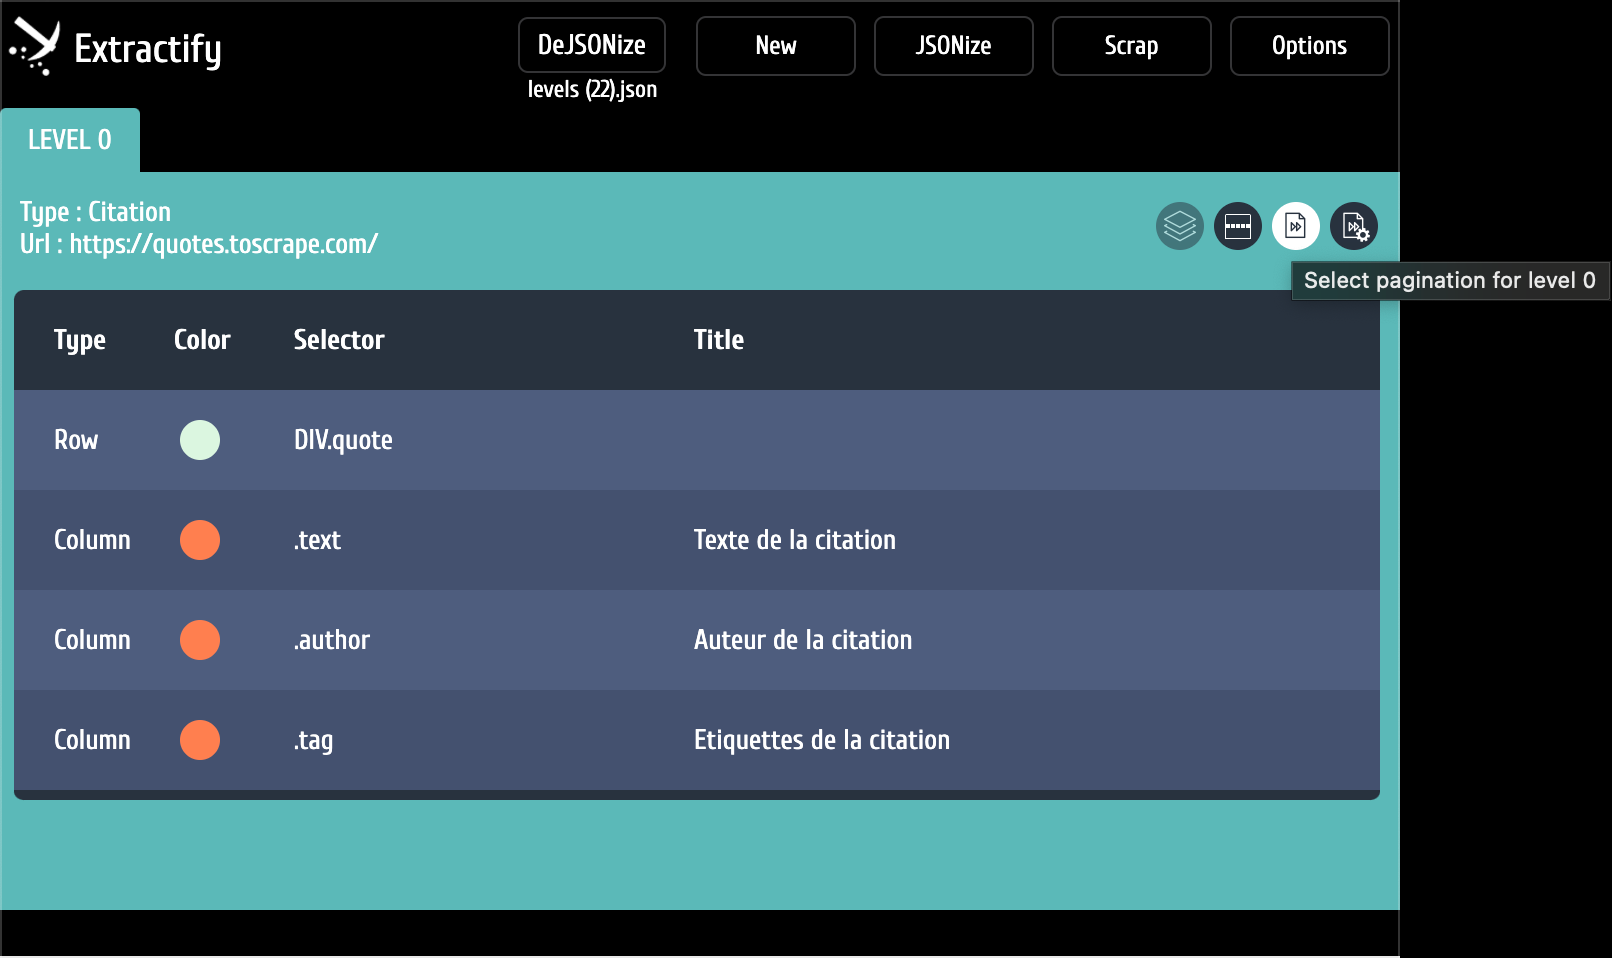 Extractify
DeJSONize
New
JSONize
Scrap
Options
levels (22).json
LEVEL 0
Type : Citation
Url : https://quotes.toscrape.com/
Select pagination for level 0
Type Color Selector Title
Row DIV.quote
Column .text Texte de la citation
Column .author Auteur de la citation
Column .tag Etiquettes de la citation